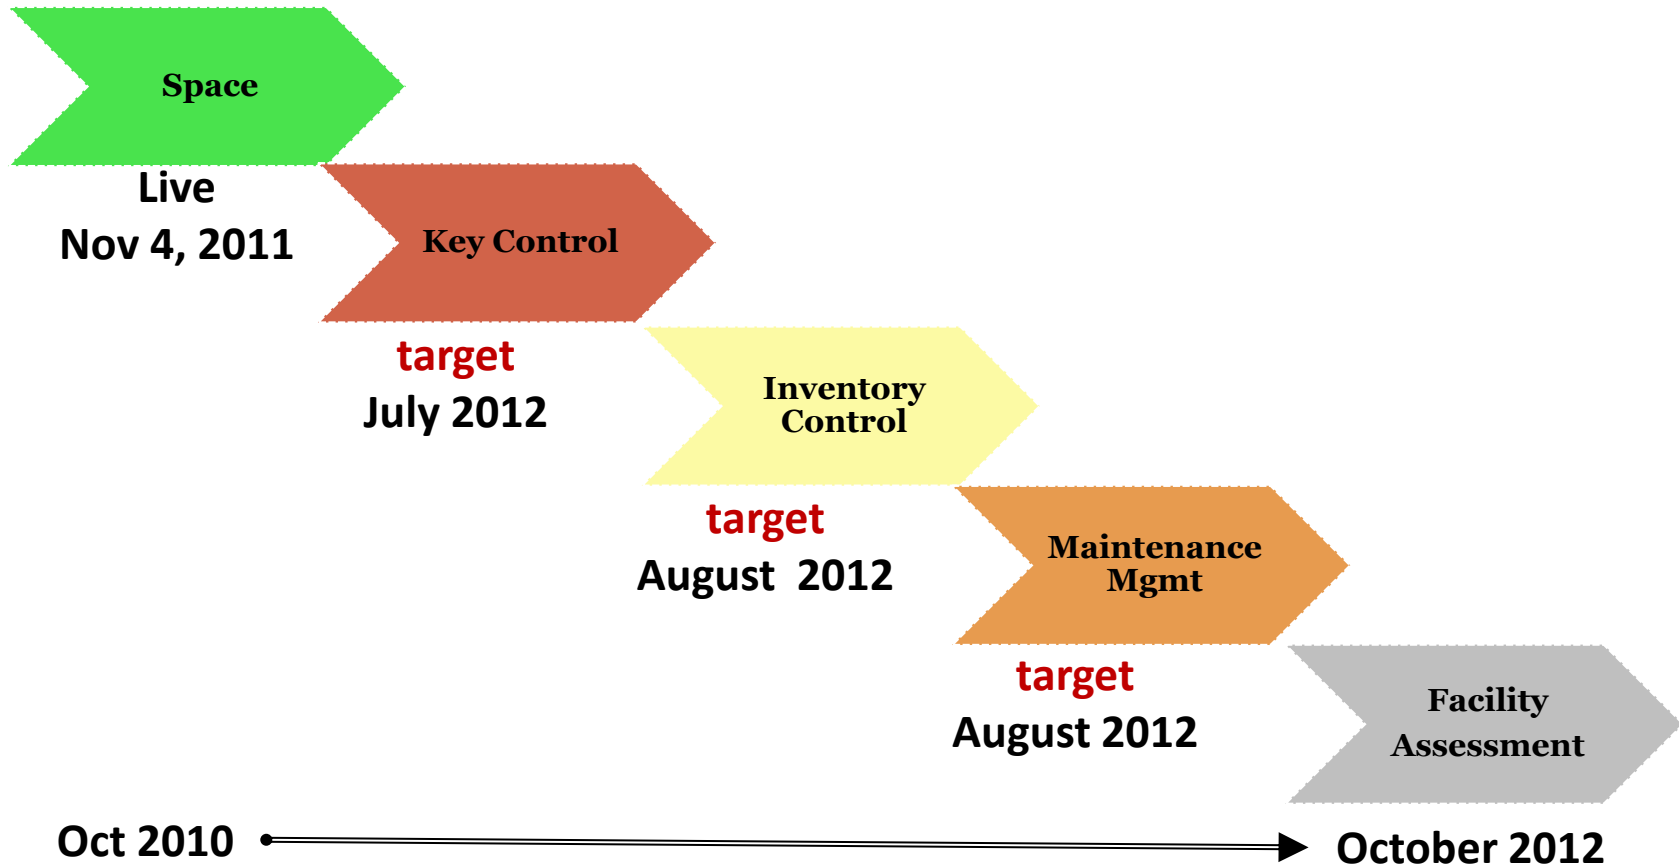 Space
Live
Nov 4, 2011
Key Control
target
July 2012
Inventory
Control
target
August  2012
Maintenance
Mgmt
target
August 2012
Facility
Assessment
Oct 2010
October 2012